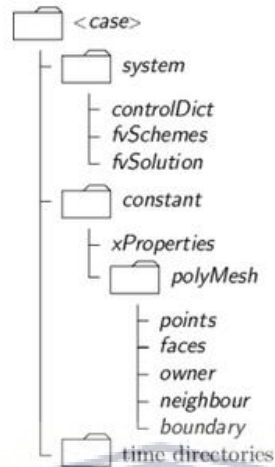 <case>
system
controlDict
fvSchemes
fvSolution
constant
xProperties
polyMesh
points
faces
owner
neighbour
boundary
time directories